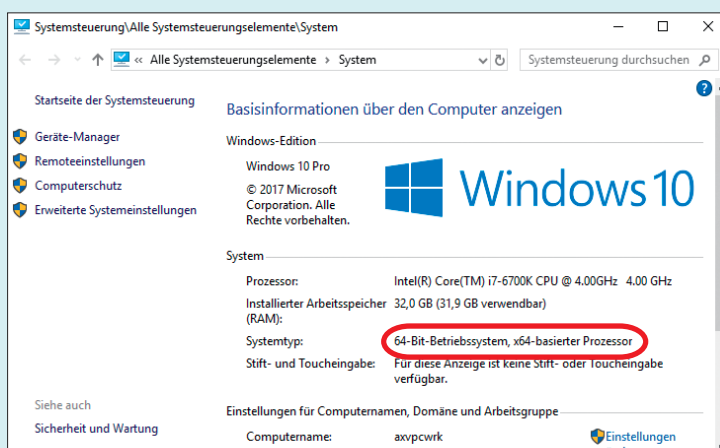 Systemsteuerung\Alle Systemsteuerungselemente\System
« Alle Systemsteuerungselemente › System
Systemsteuerung durchsuchen
?
Startseite der Systemsteuerung
Geräte-Manager
Remoteeinstellungen
Computerschutz
Erweiterte Systemeinstellungen
Basisinformationen über den Computer anzeigen
Windows-Edition
Windows 10 Pro
© 2017 Microsoft
Corporation. Alle
Rechte vorbehalten.
Windows 10
System
Prozessor: Intel(R) Core(TM) i7-6700K CPU @ 4.00GHz 4.00 GHz
Installierter Arbeitsspeicher 32,0 GB (31,9 GB verwendbar)
(RAM):
Systemtyp: 64-Bit-Betriebssystem, x64-basierter Prozessor
Stift- und Toucheingabe: Für diese Anzeige ist keine Stift- oder Toucheingabe
verfügbar.
Siehe auch
Sicherheit und Wartung
Einstellungen für Computernamen, Domäne und Arbeitsgruppe
Computername: axvpcwrk
Einstellungen